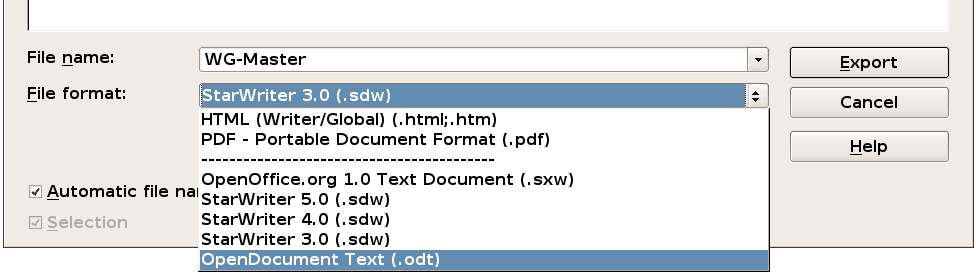 File name:
WG-Master
Export
File format:
StarWriter 3.0 (.sdw)
Cancel
HTML (Writer/Global) (.html;.htm)
PDF - Portable Document Format (.pdf)
Help
------------------------------------------
OpenOffice.org 1.0 Text Document (.sxw)
Automatic file na
StarWriter 5.0 (.sdw)
StarWriter 4.0 (.sdw)
Selection
StarWriter 3.0 (.sdw)
OpenDocument Text (.odt)